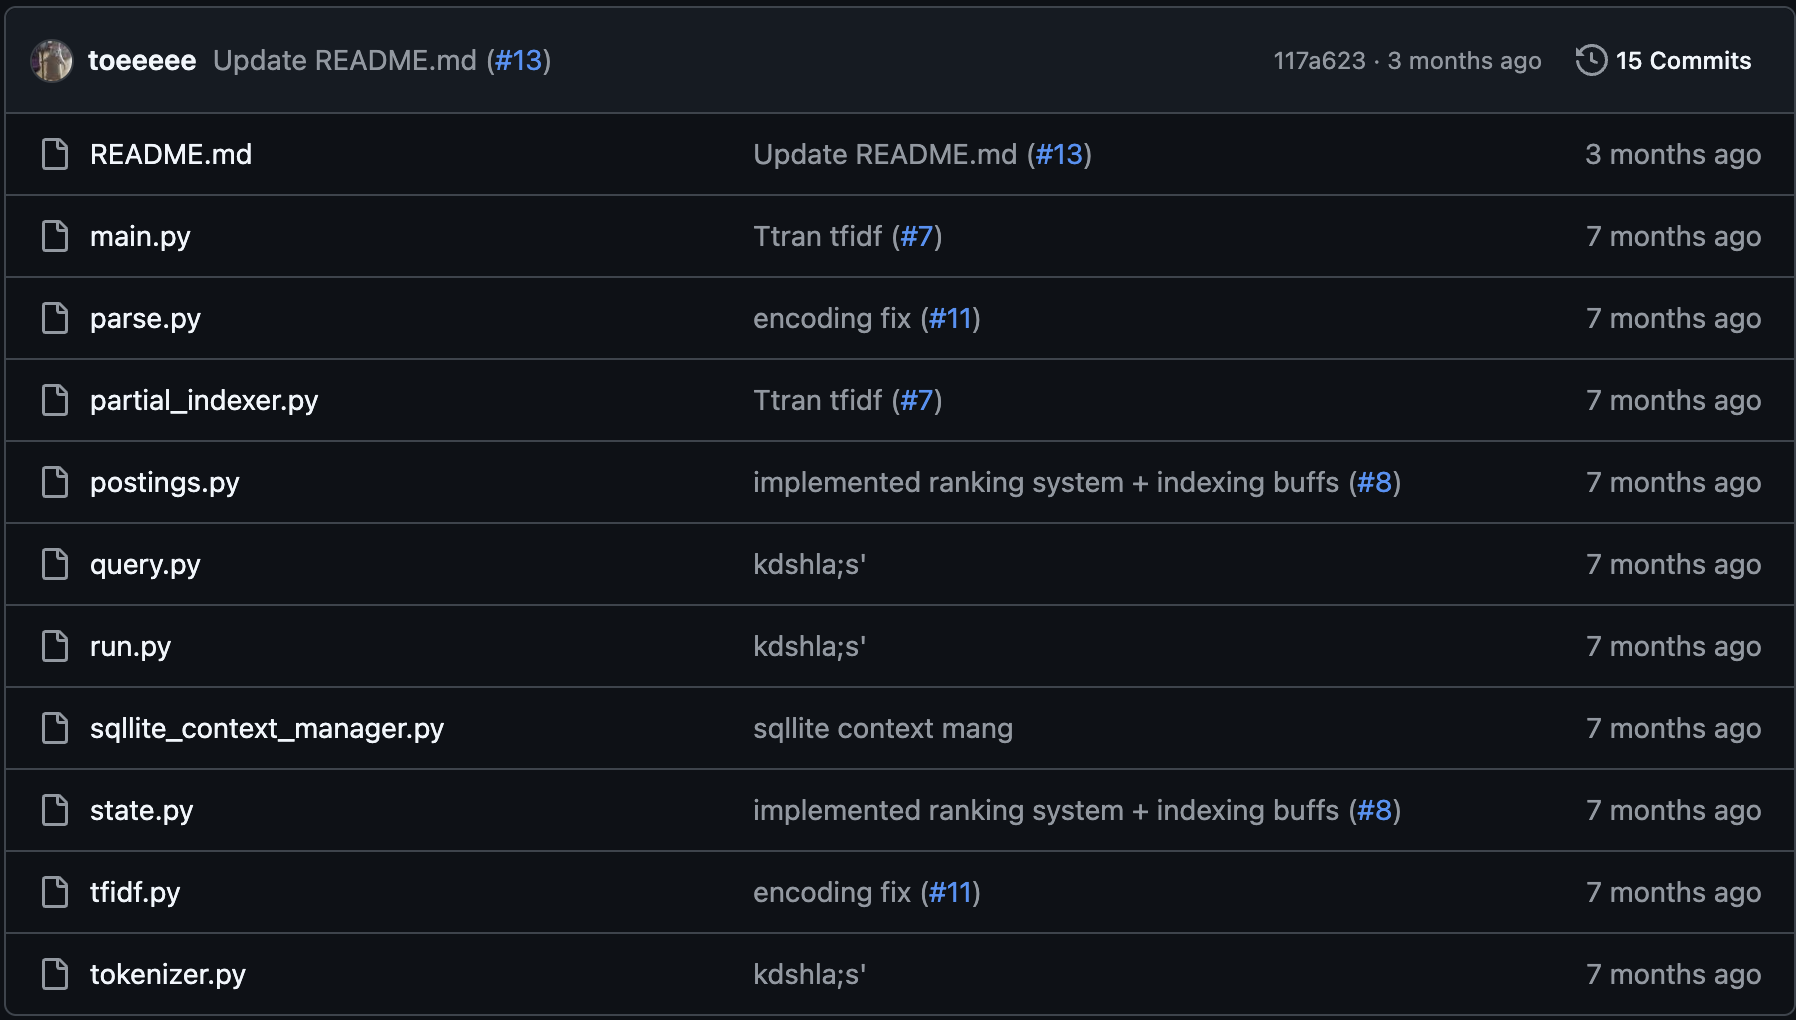 toeeeee Update README.md (#13) 117a623 · 3 months ago 15 Commits
README.md Update README.md (#13) 3 months ago
main.py Ttran tfidf (#7) 7 months ago
parse.py encoding fix (#11) 7 months ago
partial_indexer.py Ttran tfidf (#7) 7 months ago
postings.py implemented ranking system + indexing buffs (#8) 7 months ago
query.py kdshla;s' 7 months ago
run.py kdshla;s' 7 months ago
sqllite_context_manager.py sqllite context mang 7 months ago
state.py implemented ranking system + indexing buffs (#8) 7 months ago
tfidf.py encoding fix (#11) 7 months ago
tokenizer.py kdshla;s' 7 months ago